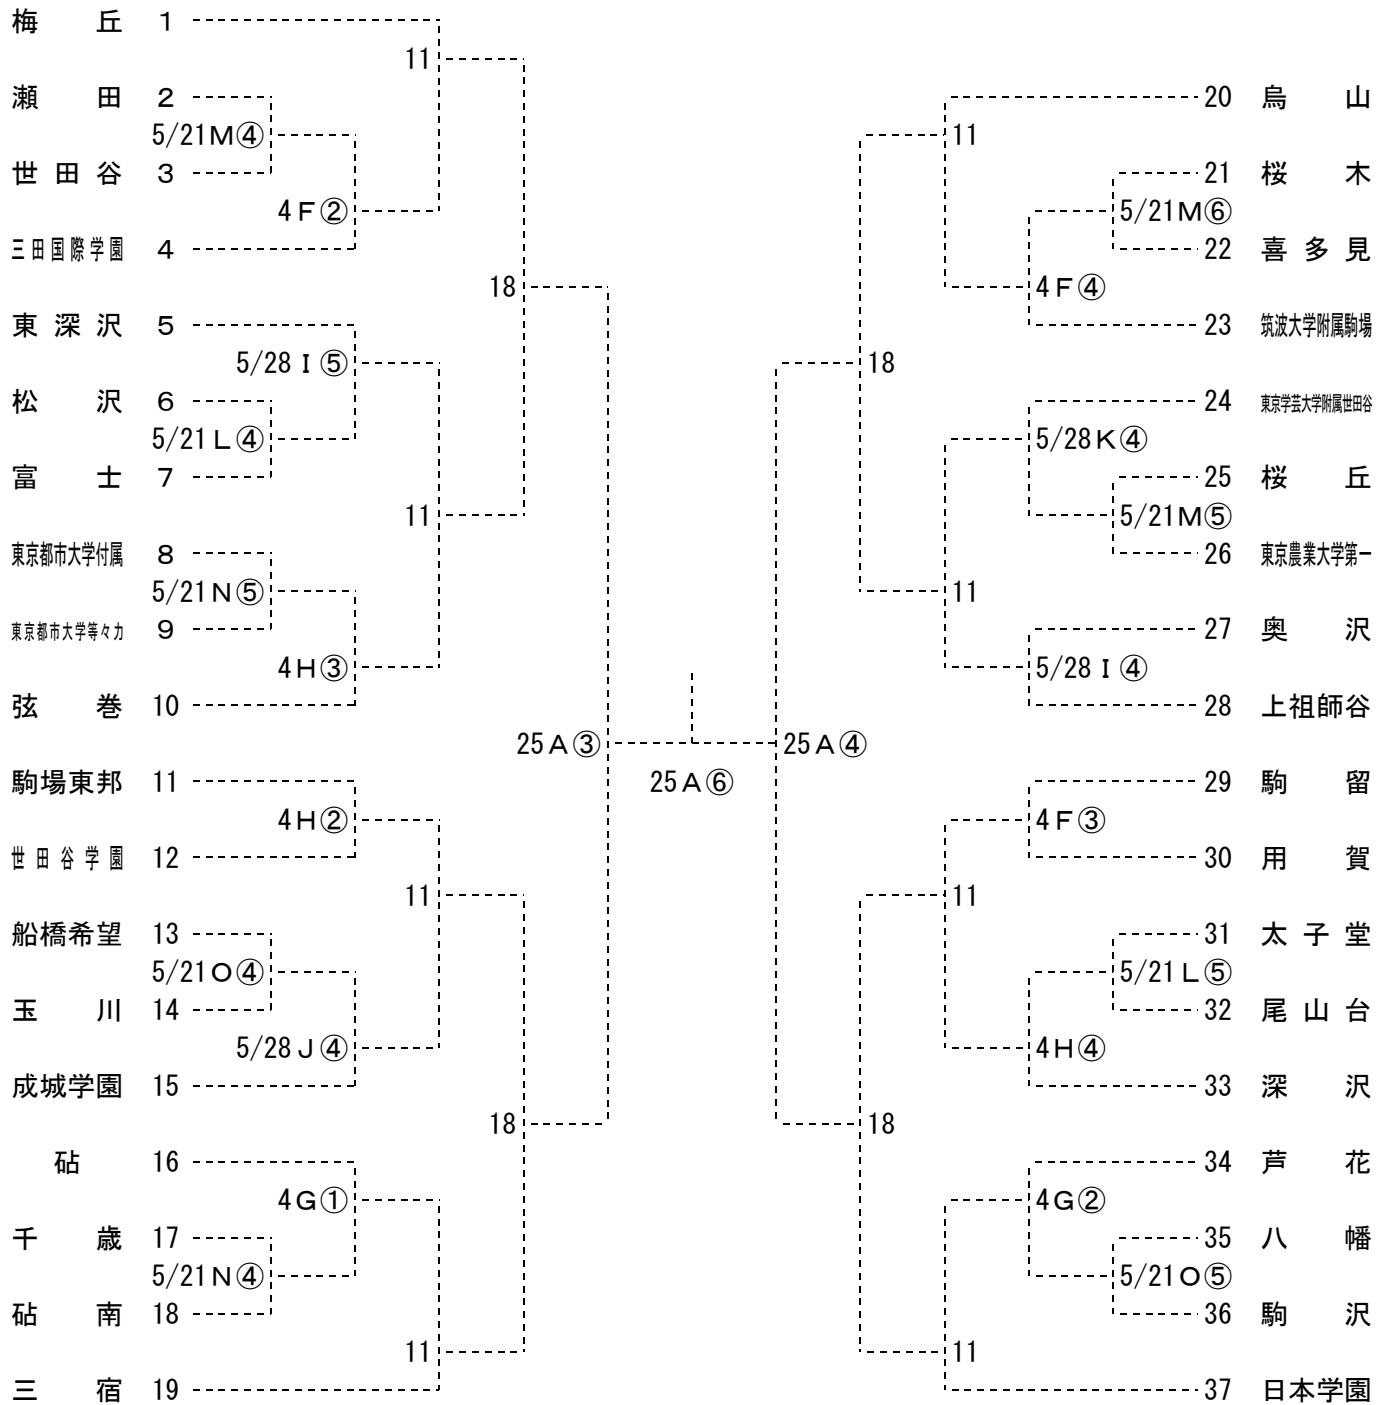 梅丘 1
11
瀬田 2
5/21M④
世田谷 3
4F②
三田国際学園 4
18
東深沢 5
5/28I⑤
松沢 6
5/21L④
富士 7
11
東京都市大学付属 8
5/21N⑤
東京都市大学等々力 9
4H③
弦巻 10
25A③
駒場東邦 11
4H②
世田谷学園 12
11
船橋希望 13
5/21O④
玉川 14
5/28J④
成城学園 15
18
砧 16
4G①
千歳 17
5/21N④
砧南 18
11
三宿 19
25A⑥
20 烏山
11
21 桜木
5/21M⑥
22 喜多見
4F④
23 筑波大学附属駒場
18
24 東京学芸大学附属世田谷
5/28K④
25 桜丘
5/21M⑤
26 東京農業大学第一
11
27 奥沢
5/28I④
28 上祖師谷
25A④
29 駒留
4F③
30 用賀
11
31 太子堂
5/21L⑤
32 尾山台
4H④
33 深沢
18
34 芦花
4G②
35 八幡
5/21O⑤
36 駒沢
11
37 日本学園